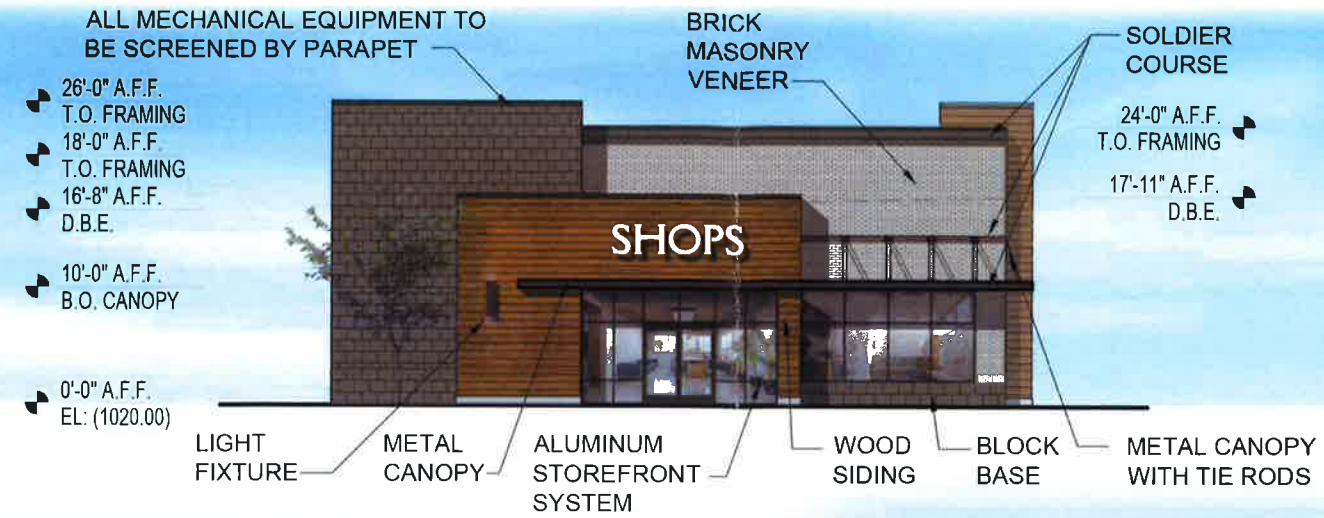 ALL MECHANICAL EQUIPMENT TO
BE SCREENED BY PARAPET
BRICK
MASONRY
VENEER
SOLDIER
COURSE
26'-0" A.F.F.
T.O. FRAMING
18'-0" A.F.F.
T.O. FRAMING
16'-8" A.F.F.
D.B.E.
10'-0" A.F.F.
B.O. CANOPY
0'-0" A.F.F.
EL: (1020.00)
24'-0" A.F.F.
T.O. FRAMING
17'-11" A.F.F.
D.B.E.
SHOPS
LIGHT
FIXTURE
METAL
CANOPY
ALUMINUM
STOREFRONT
SYSTEM
WOOD
SIDING
BLOCK
BASE
METAL CANOPY
WITH TIE RODS